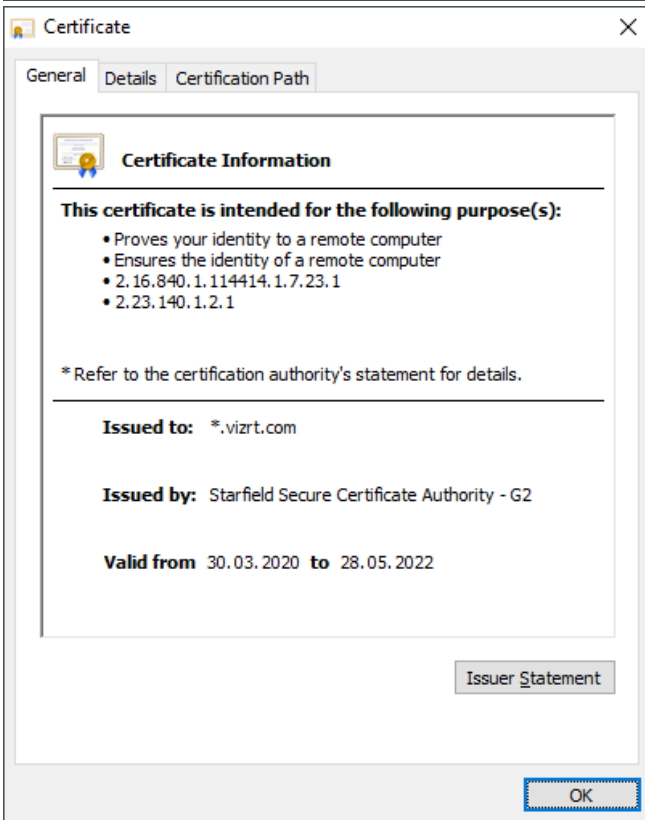 Certificate
General Details Certification Path
Certificate Information
This certificate is intended for the following purpose(s):
• Proves your identity to a remote computer
• Ensures the identity of a remote computer
• 2.16.840.1.114414.1.7.23.1
• 2.23.140.1.2.1
* Refer to the certification authority's statement for details.
Issued to: *.vizrt.com
Issued by: Starfield Secure Certificate Authority - G2
Valid from 30.03.2020 to 28.05.2022
Issuer Statement
OK